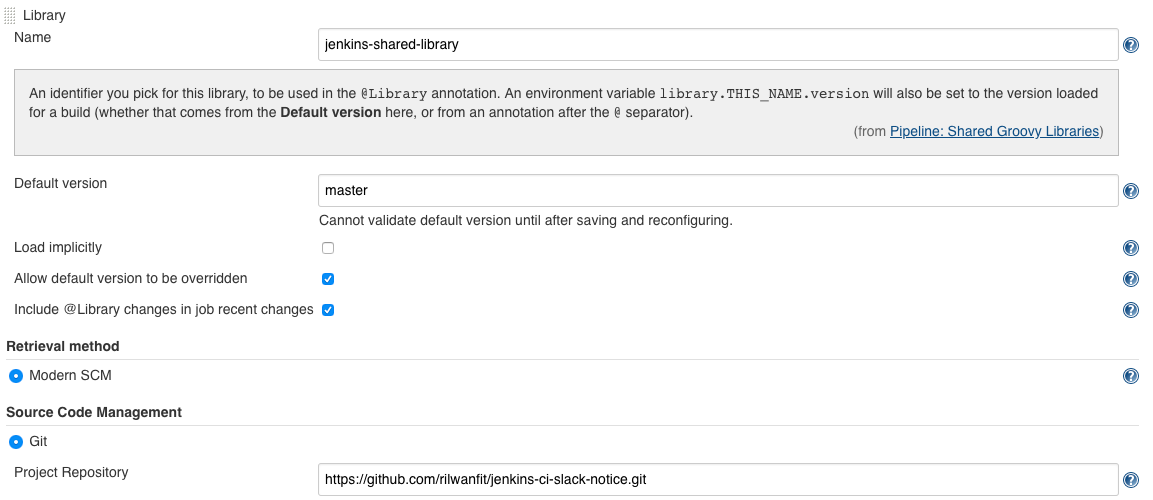 Library
Name
jenkins-shared-library
An identifier you pick for this library, to be used in the @Library annotation. An environment variable library.THIS_NAME.version will also be set to the version loaded
for a build (whether that comes from the Default version here, or from an annotation after the @ separator).
(from Pipeline: Shared Groovy Libraries)
Default version
master
Cannot validate default version until after saving and reconfiguring.
Load implicitly
Allow default version to be overridden
Include @Library changes in job recent changes
Retrieval method
Modern SCM
Source Code Management
Git
Project Repository
https://github.com/rilwanfit/jenkins-ci-slack-notice.git